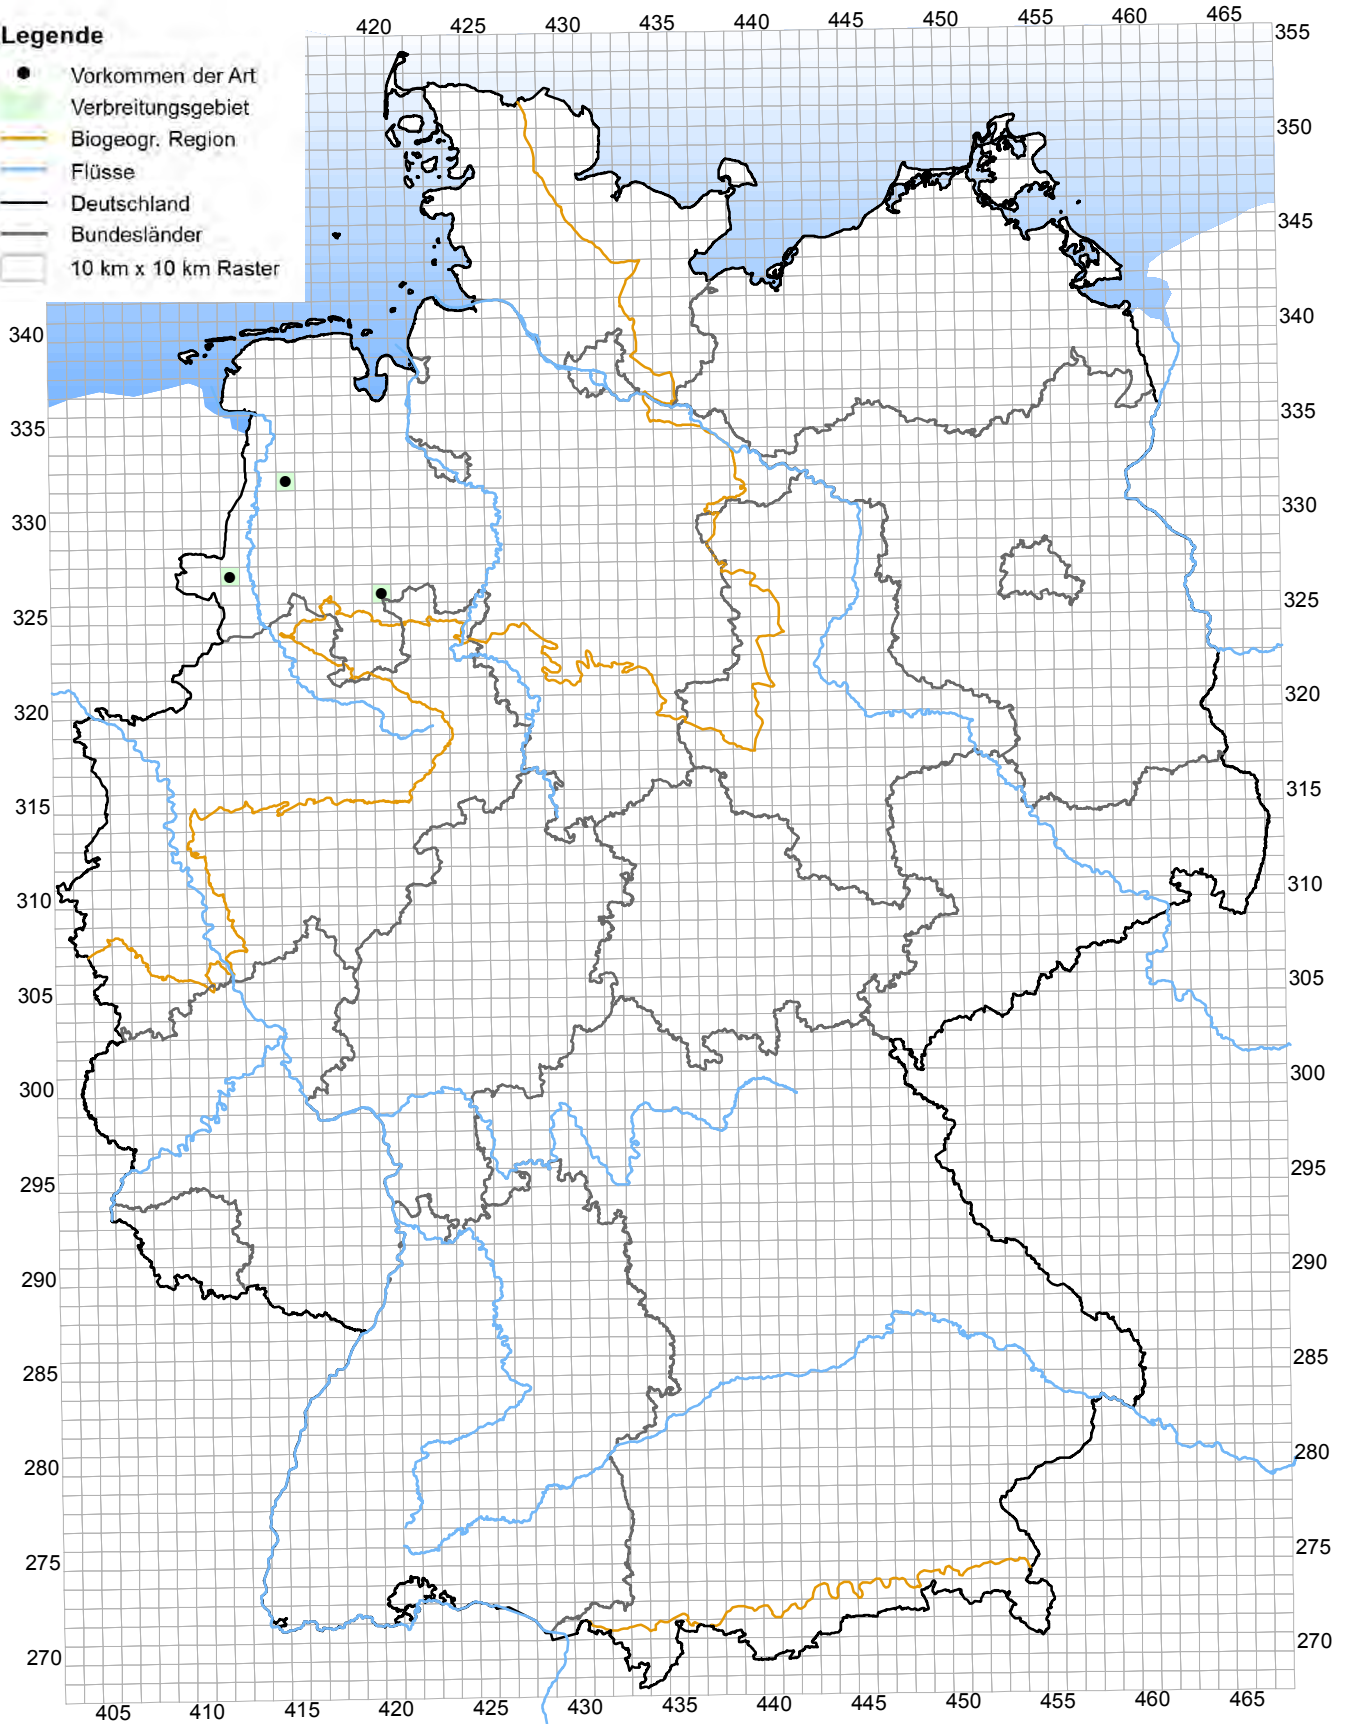 420 425 430 435 440 445 450 455 460 465
355
Legende
Vorkommen der Art
Verbreitungsgebiet
Biogeogr. Region
Flüsse
Deutschland
Bundesländer
10 km x 10 km Raster
350
345
340 340
335 335
330 330
325 325
320 320
315 315
310 310
305 305
300 300
295 295
290 290
285 285
280 280
275 275
270 270
405 410 415 420 425 430 435 440 445 450 455 460 465